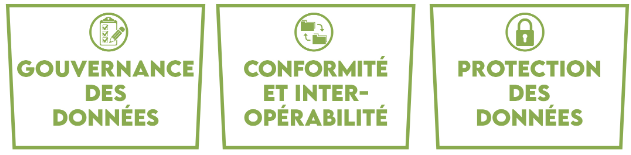 GOUVERNANCE
DES
DONNÉES
CONFORMITÉ
ET INTER-
OPÉRABILITÉ
PROTECTION
DES
DONNÉES